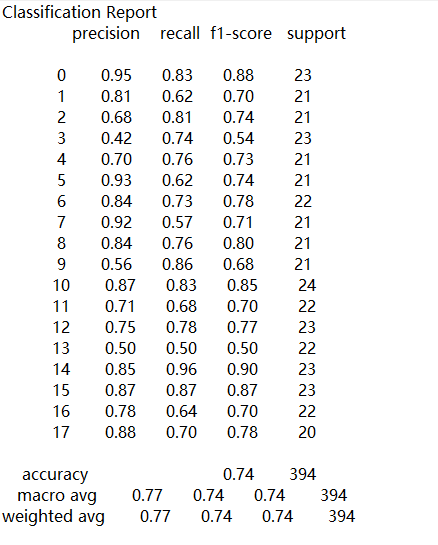 Classification Report
precision recall f1-score support
0 0.95 0.83 0.88 23
1 0.81 0.62 0.70 21
2 0.68 0.81 0.74 21
3 0.42 0.74 0.54 23
4 0.70 0.76 0.73 21
5 0.93 0.62 0.74 21
6 0.84 0.73 0.78 22
7 0.92 0.57 0.71 21
8 0.84 0.76 0.80 21
9 0.56 0.86 0.68 21
10 0.87 0.83 0.85 24
11 0.71 0.68 0.70 22
12 0.75 0.78 0.77 23
13 0.50 0.50 0.50 22
14 0.85 0.96 0.90 23
15 0.87 0.87 0.87 23
16 0.78 0.64 0.70 22
17 0.88 0.70 0.78 20
accuracy 0.74 394
macro avg 0.77 0.74 0.74 394
weighted avg 0.77 0.74 0.74 394